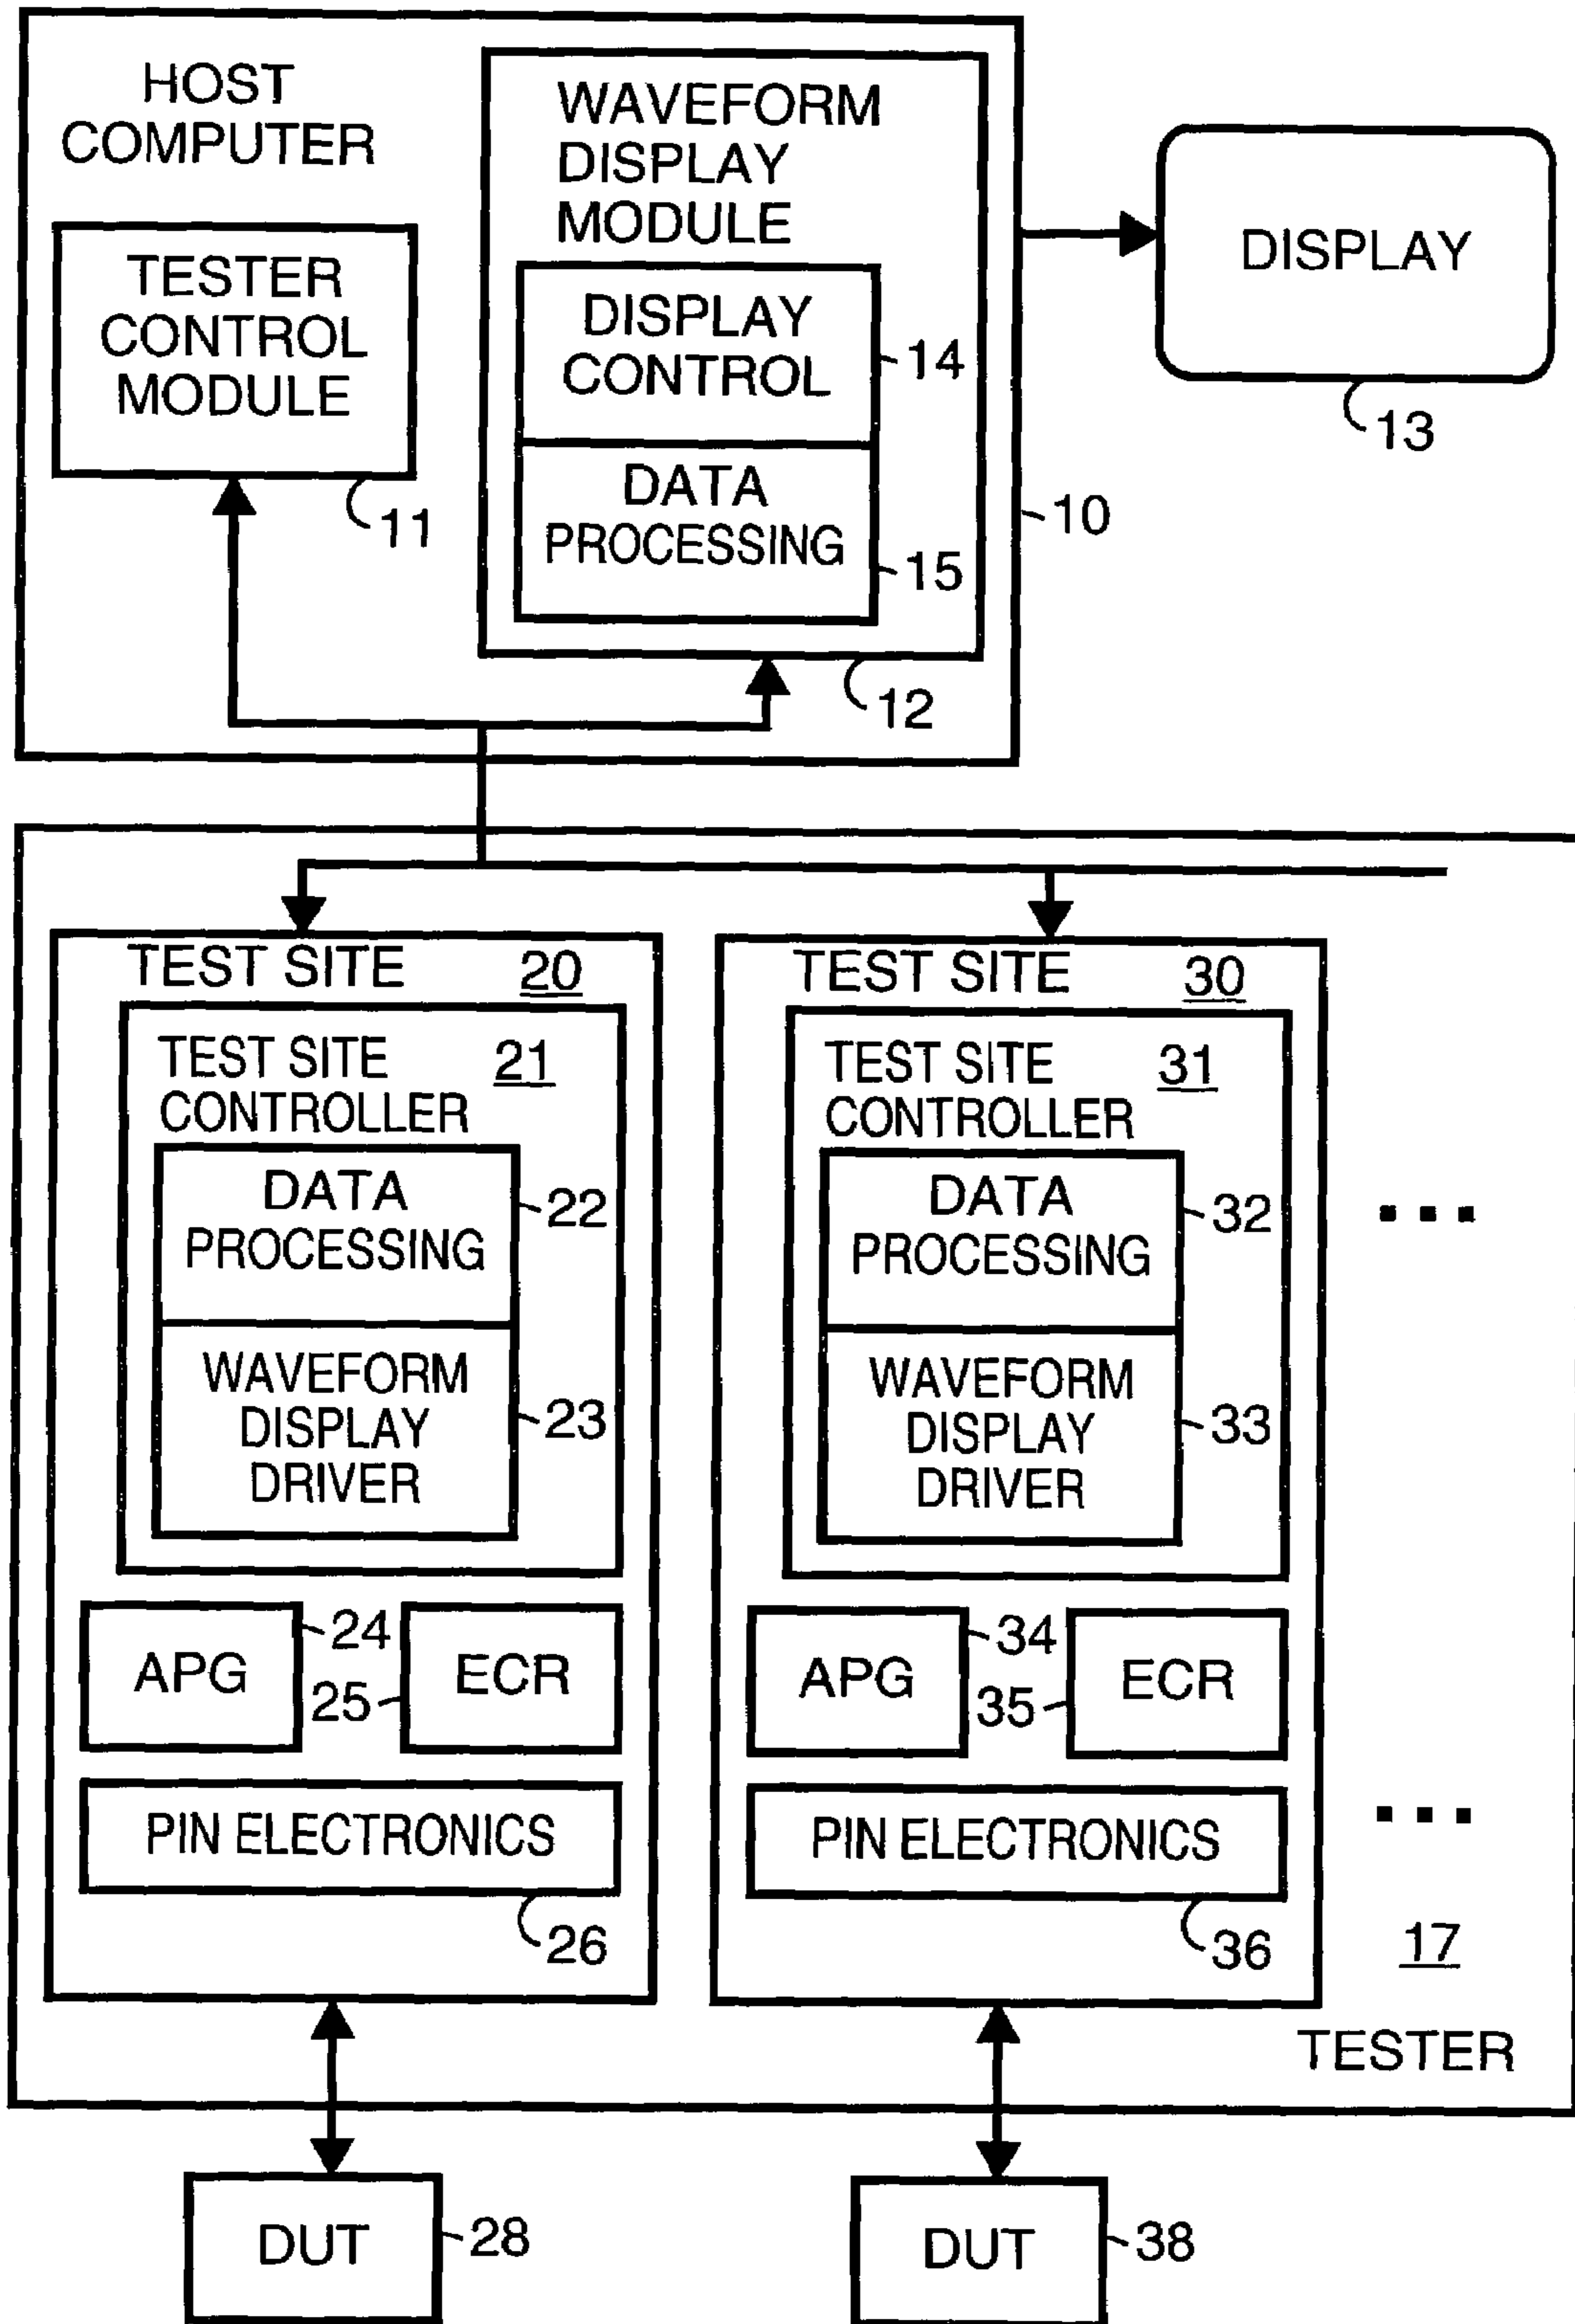 HOST
COMPUTER
WAVEFORM
DISPLAY
MODULE
TESTER
CONTROL
MODULE
11
DISPLAY
CONTROL
14
DATA
PROCESSING
15
12
10
DISPLAY
13
TEST SITE 20
TEST SITE
CONTROLLER
21
DATA
PROCESSING
22
WAVEFORM
DISPLAY
DRIVER
23
APG
24
25
ECR
PIN ELECTRONICS
26
TEST SITE 30
TEST SITE
CONTROLLER
31
DATA
PROCESSING
32
WAVEFORM
DISPLAY
DRIVER
33
APG
34
35
ECR
PIN ELECTRONICS
36
17
TESTER
DUT
28
DUT
38